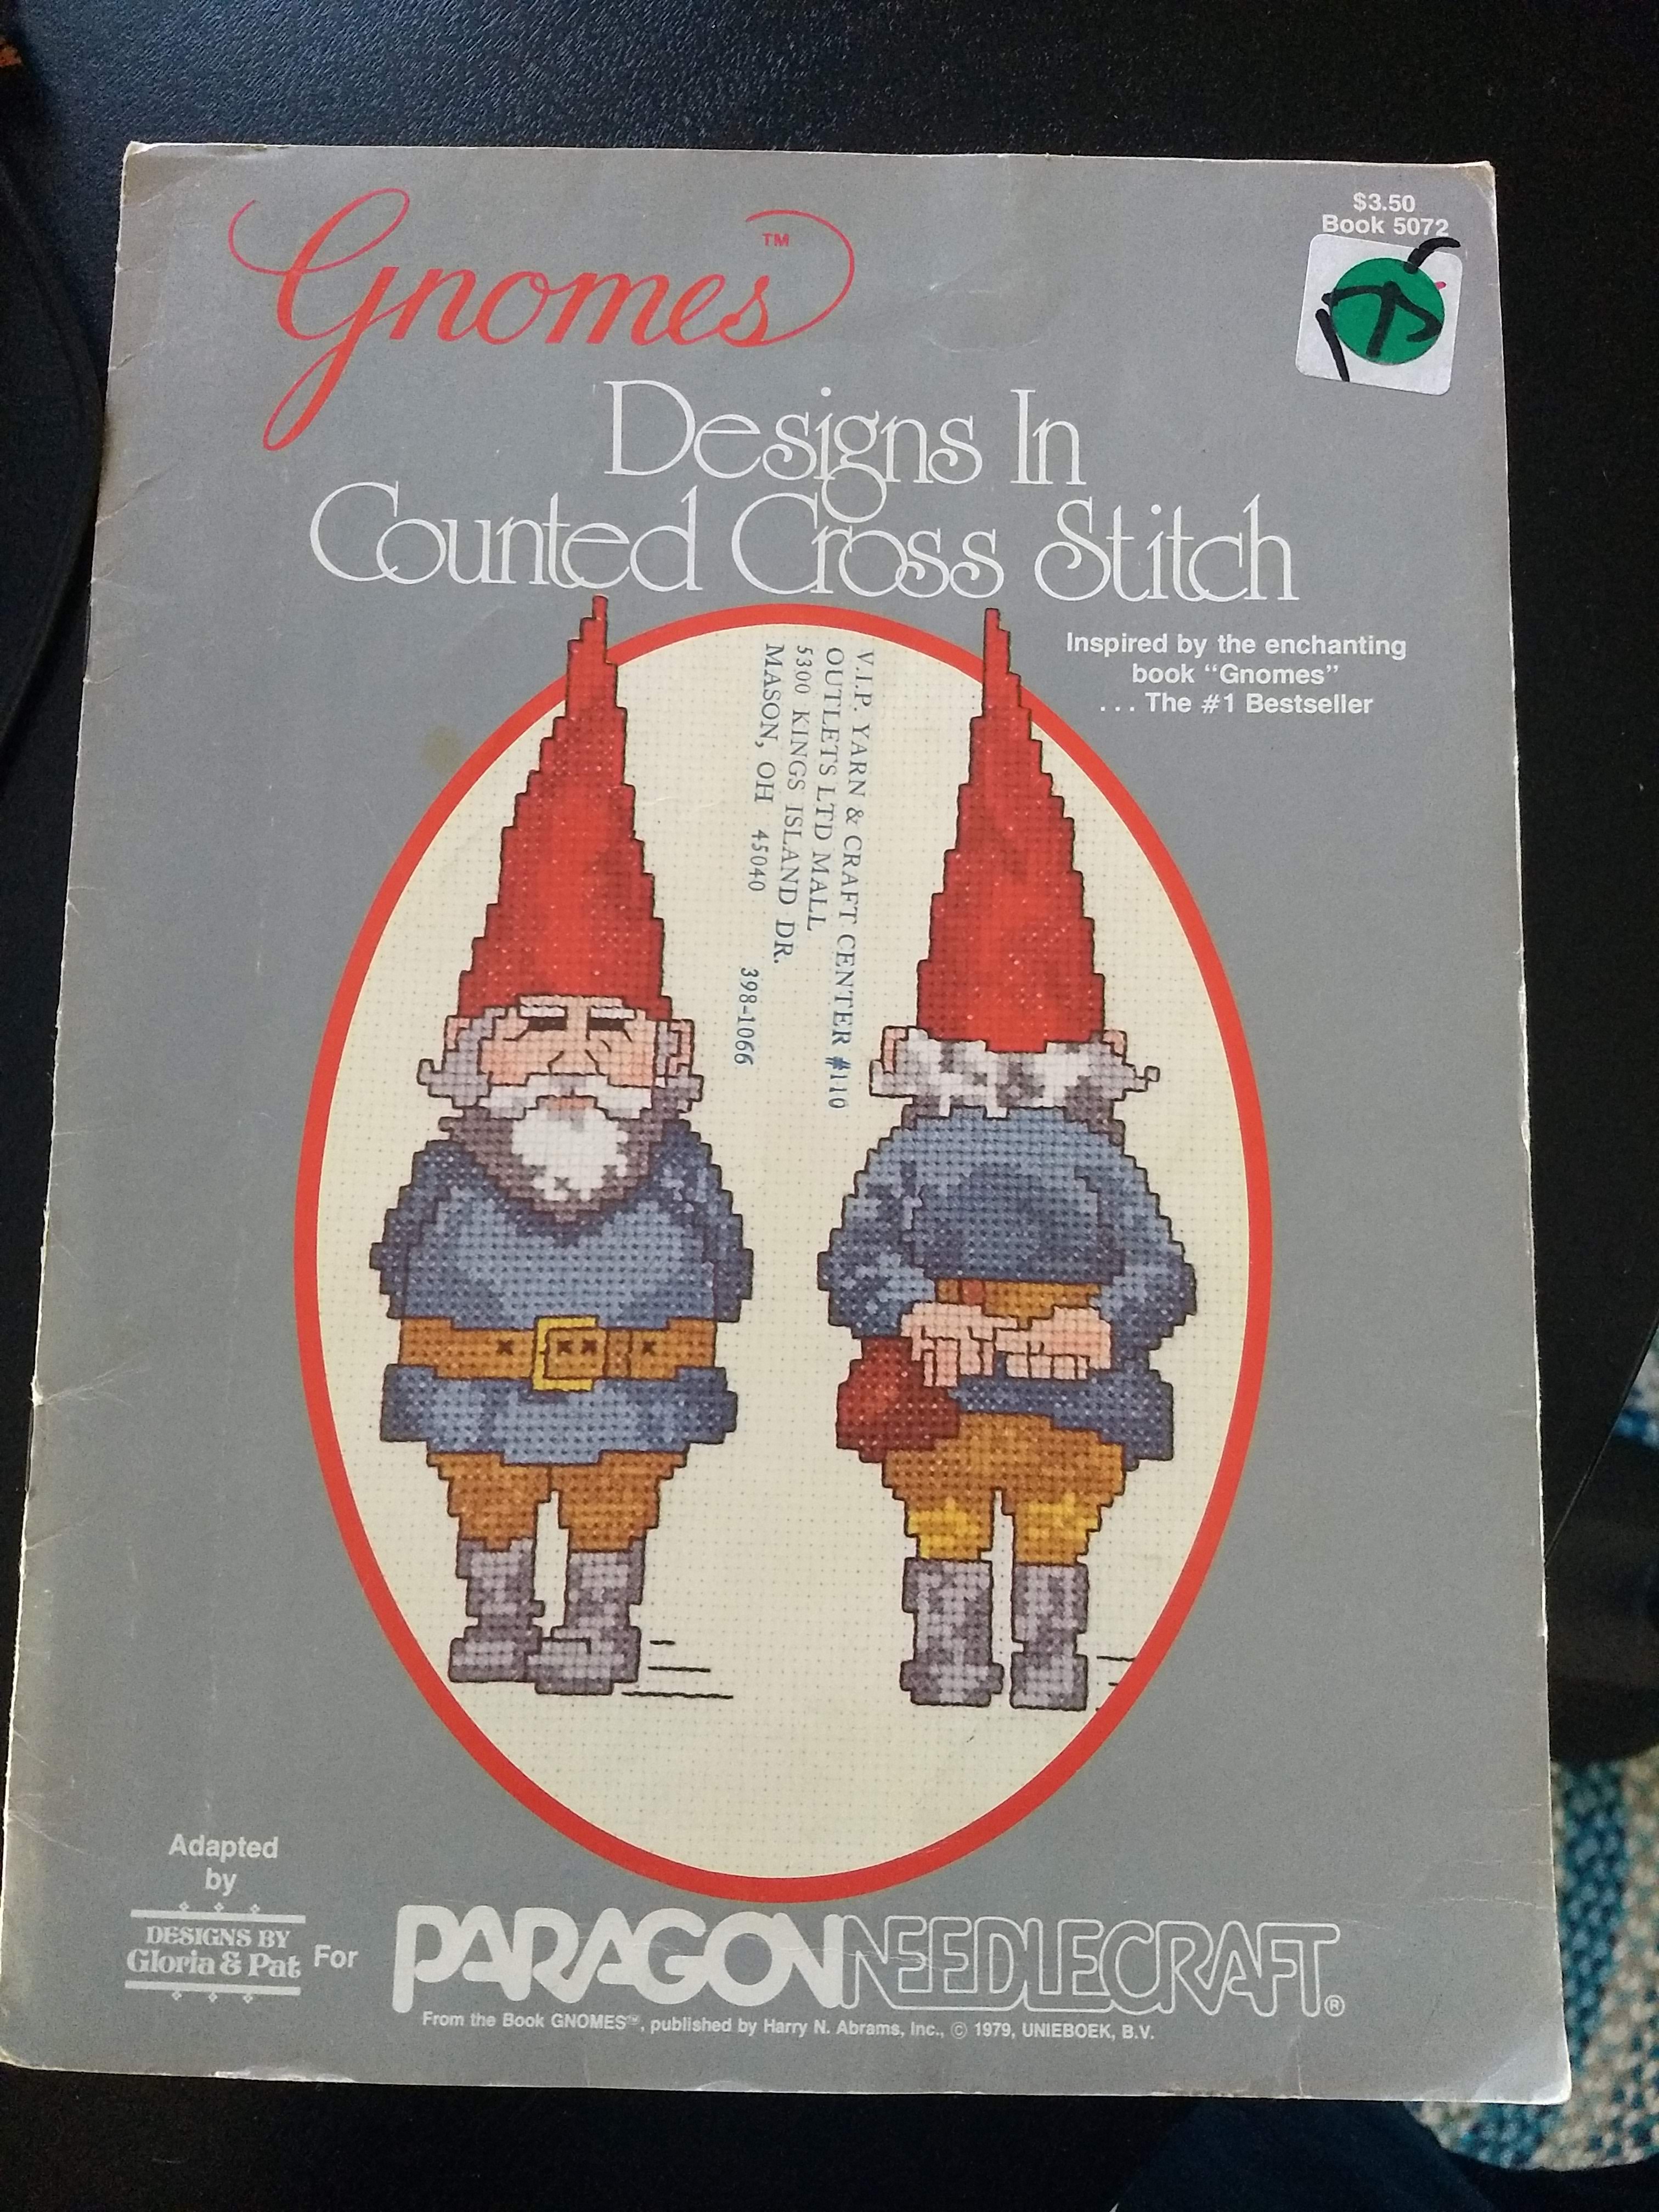 $3.50
Book 5072
Gnomes™
Designs In
Counted Cross Stitch
Inspired by the enchanting
book “Gnomes”
... The #1 Bestseller
V.I.P. YARN & CRAFT CENTER #110
OUTLETS LTD MALL
5300 KINGS ISLAND DR.
MASON, OH 45040
398-1066
Adapted
by
DESIGNS BY
Gloria & Pat
For
PARAGON NEEDLECRAFT®
From the Book GNOMES™, published by Harry N. Abrams, Inc., © 1979, UNIEBOEK, B.V.